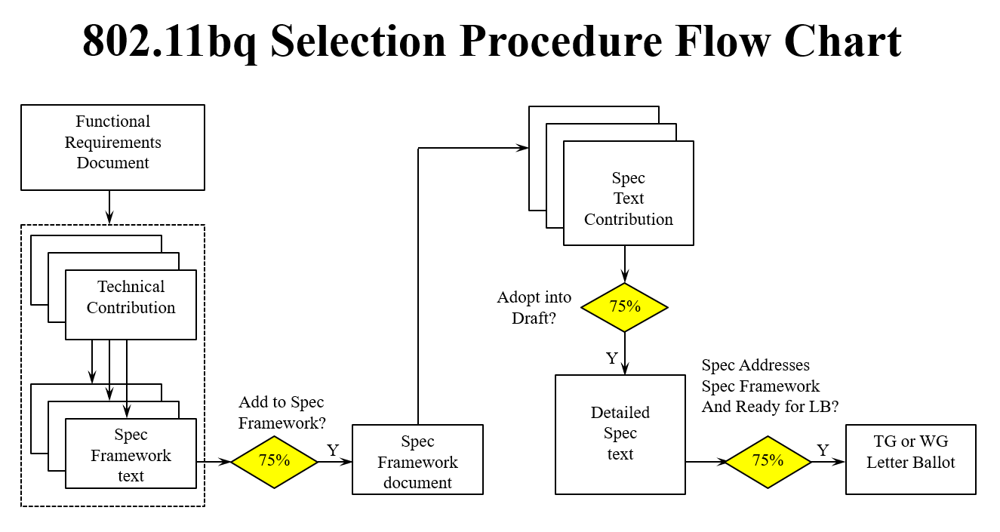 802.11bq Selection Procedure Flow Chart
Functional
Requirements
Document
Technical
Contribution
Spec
Framework
text
Add to Spec
Framework?
75%
Y
Spec
Framework
document
Spec
Text
Contribution
Adopt into
Draft?
75%
Y
Detailed
Spec
text
Spec Addresses
Spec Framework
And Ready for LB?
75%
Y
TG or WG
Letter Ballot